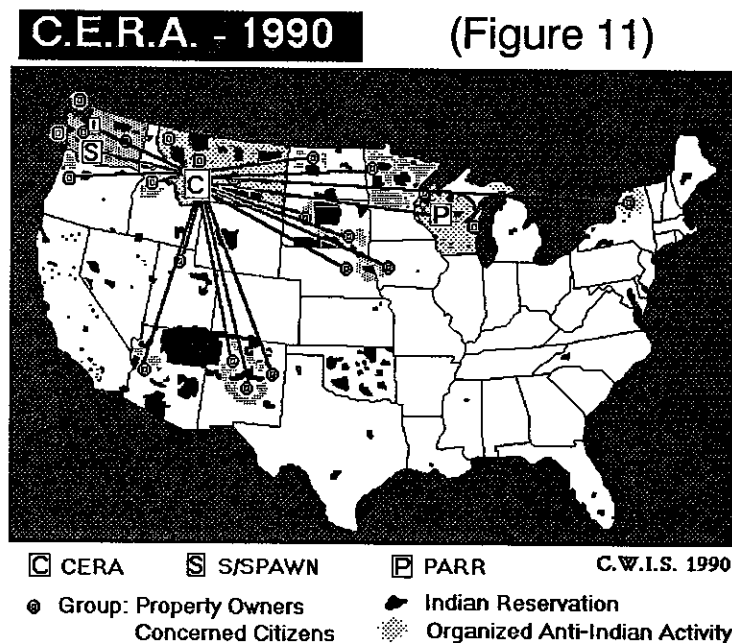 C.E.R.A. - 1990 (Figure 11)
S
C
P
C CERA S S/SPAWN P PARR C.W.I.S. 1990
Group: Property Owners Indian Reservation
Concerned Citizens Organized Anti-Indian Activity